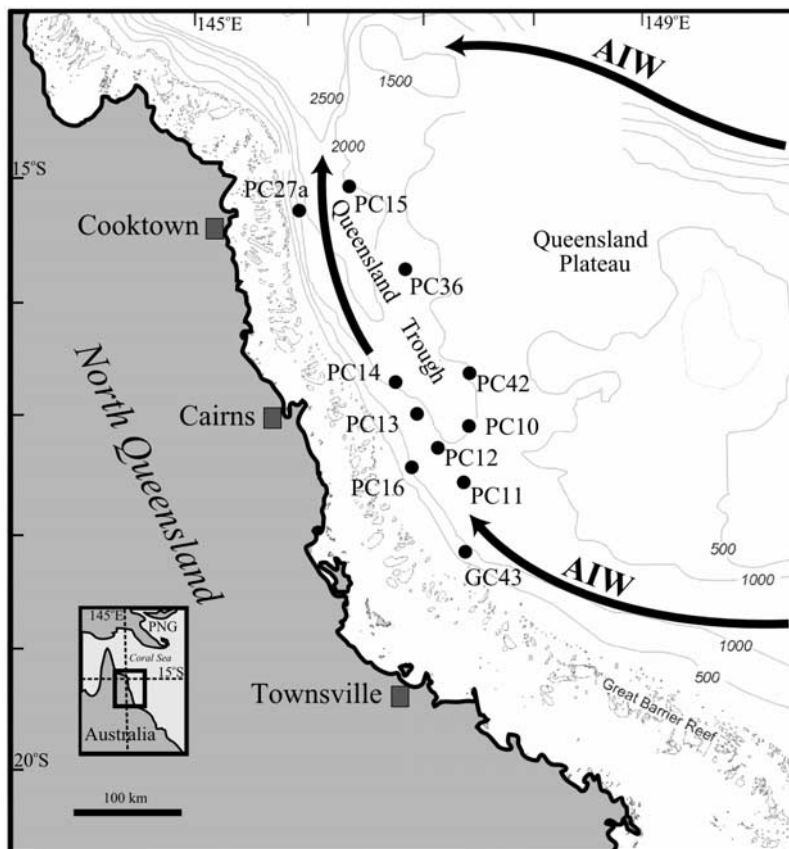 145°E
149°E
AIW
1500
2500
2000
15°S
PC27a
PC15
Cooktown
Queensland
Trough
Queensland
Plateau
PC36
PC14
PC42
North Queensland
Cairns
PC13
PC10
PC12
PC16
PC11
GC43
AIW
500
1000
1000
500
145°E
PNG
Coral Sea
15°S
Australia
Townsville
Great Barrier Reef
20°S
100 km